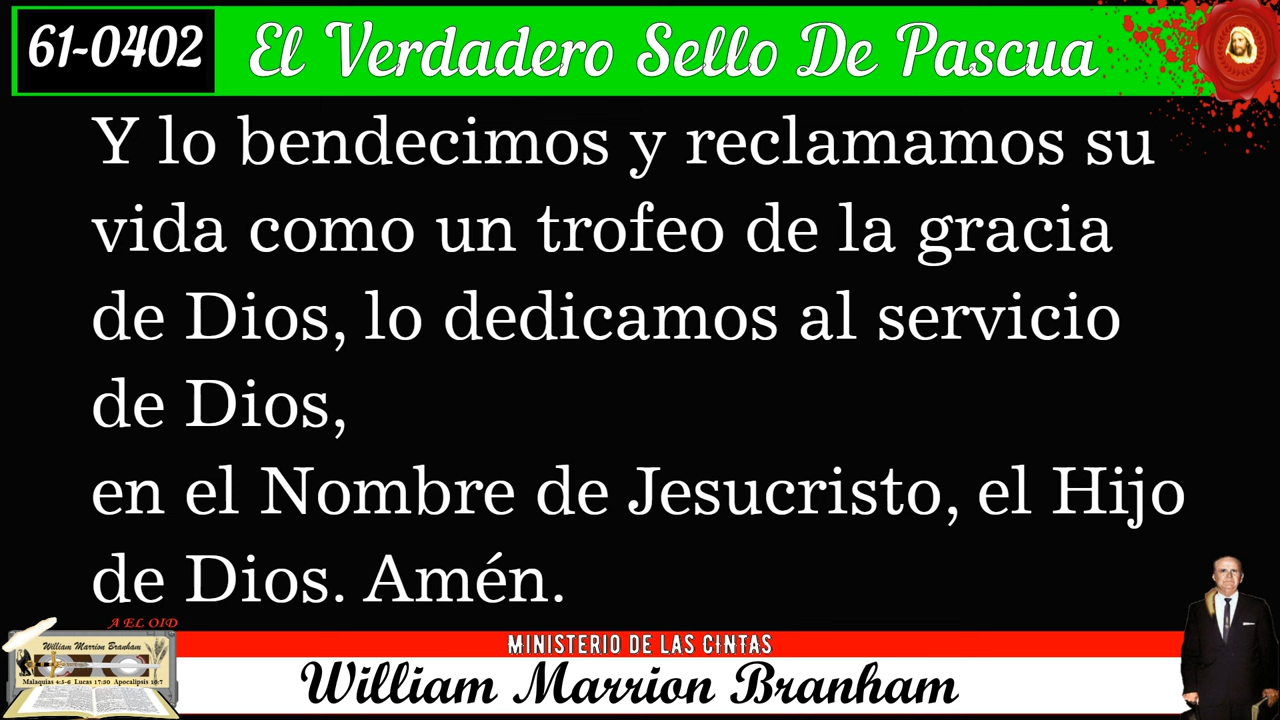 61-0402
El Verdadero Sello De Pascua
Y lo bendecimos y reclamamos su
vida como un trofeo de la gracia
de Dios, lo dedicamos al servicio
de Dios,
en el Nombre de Jesucristo, el Hijo
de Dios. Amén.
A EL OID
William Marrion Branham
Malaquias 4:5-6 Lucas 17:30 Apocalipsis 10:7
MINISTERIO DE LAS CINTAS
William Marrion Branham